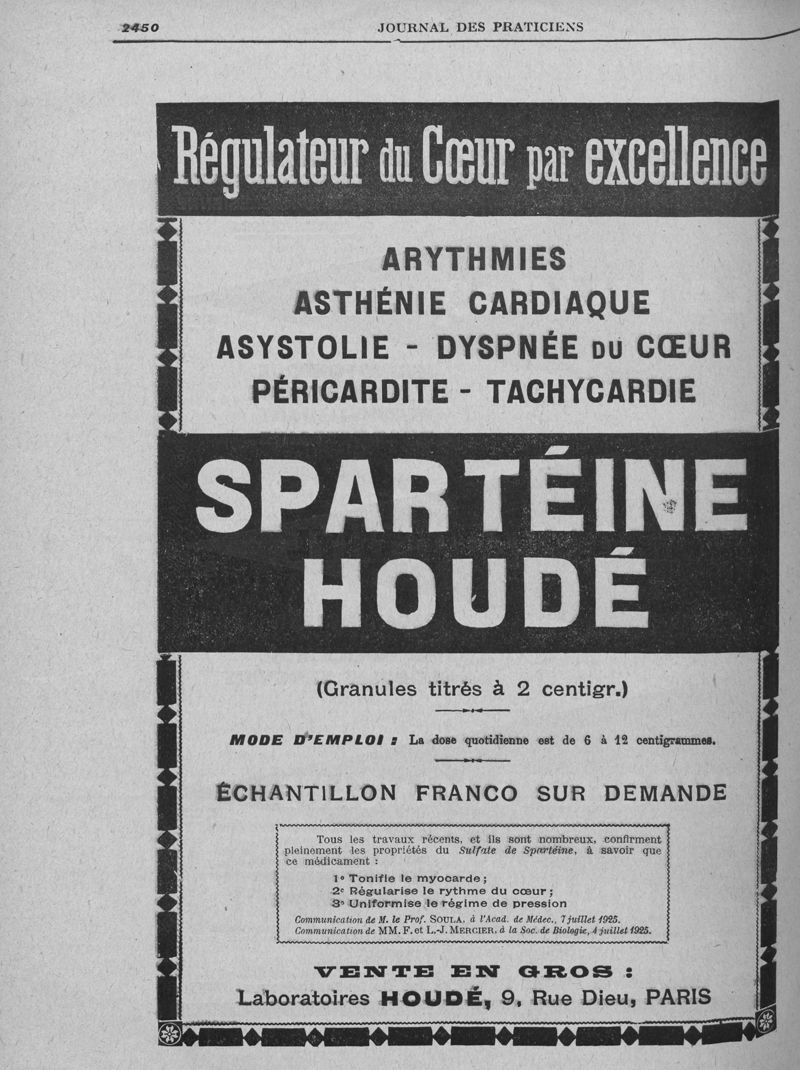 2450
JOURNAL DES PRATICIENS
Régulateur du Cœur par excellence
ARYTHMIES
ASTHÉNIE CARDIAQUE
ASYSTOLIE - DYSPNÉE DU CŒUR
PÉRICARDITE - TACHYCARDIE
SPARTÉINE
HOUDÉ
(Granules titrés à 2 centigr.)
MODE D'EMPLOI : La dose quotidienne est de 6 à 12 centigrammes.
ÉCHANTILLON FRANCO SUR DEMANDE
Tous les travaux récents, et ils sont nombreux, confirment
pleinement les propriétés du Sulfate de Spartéine, à savoir que
ce médicament :
1° Tonifie le myocarde ;
2° Régularise le rythme du cœur ;
3° Uniformise le régime de pression
Communication de M. le Prof. SOULA, à l'Acad. de Médec., 7 juillet 1925.
Communication de MM. F. et L.-J. MERCIER, à la Soc. de Biologie, 4 juillet 1925.
VENTE EN GROS :
Laboratoires HOUDÉ, 9, Rue Dieu, PARIS